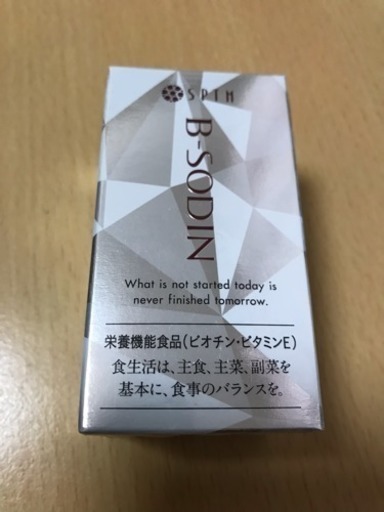 SPTM
B-SODIN
What is not started today is
never finished tomorrow.
栄養機能食品(ビオチン・ビタミンE)
食生活は、主食、主菜、副菜を
基本に、食事のバランスを。